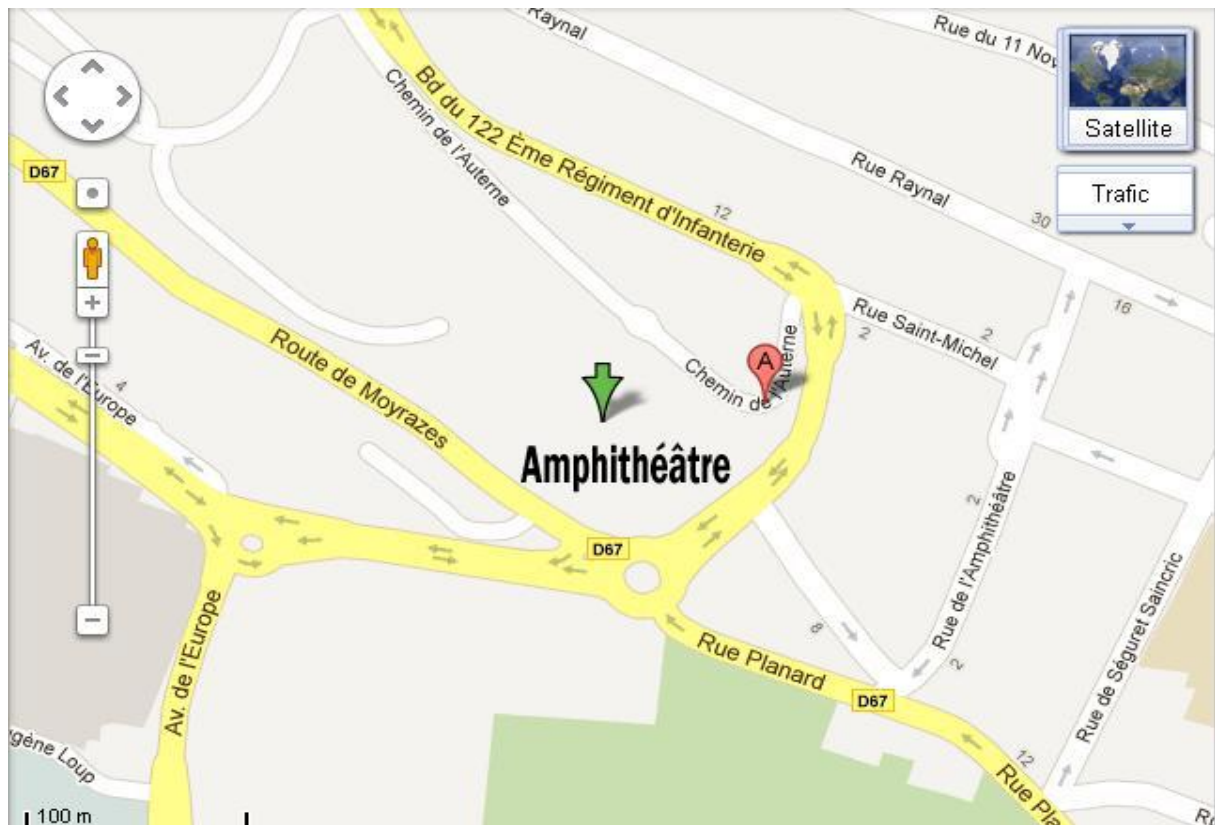 Raynal
Rue du 11 Nov
Satellite
Trafic
D67
Bd du 122 Ème Régiment d'Infanterie
Chemin de l'Auterne
Rue Raynal
12
30
16
Rue Saint-Michel
2
2
Av. de l'Europe
4
Route de Moyrazes
A
Chemin de l'Auterne
Amphithéâtre
D67
2
Rue de l'Amphithéâtre
Rue de Séguret Saincric
8
2
Av. de l'Europe
Rue Planard
D67
12
Rue Pla
gène Loup
100 m
R